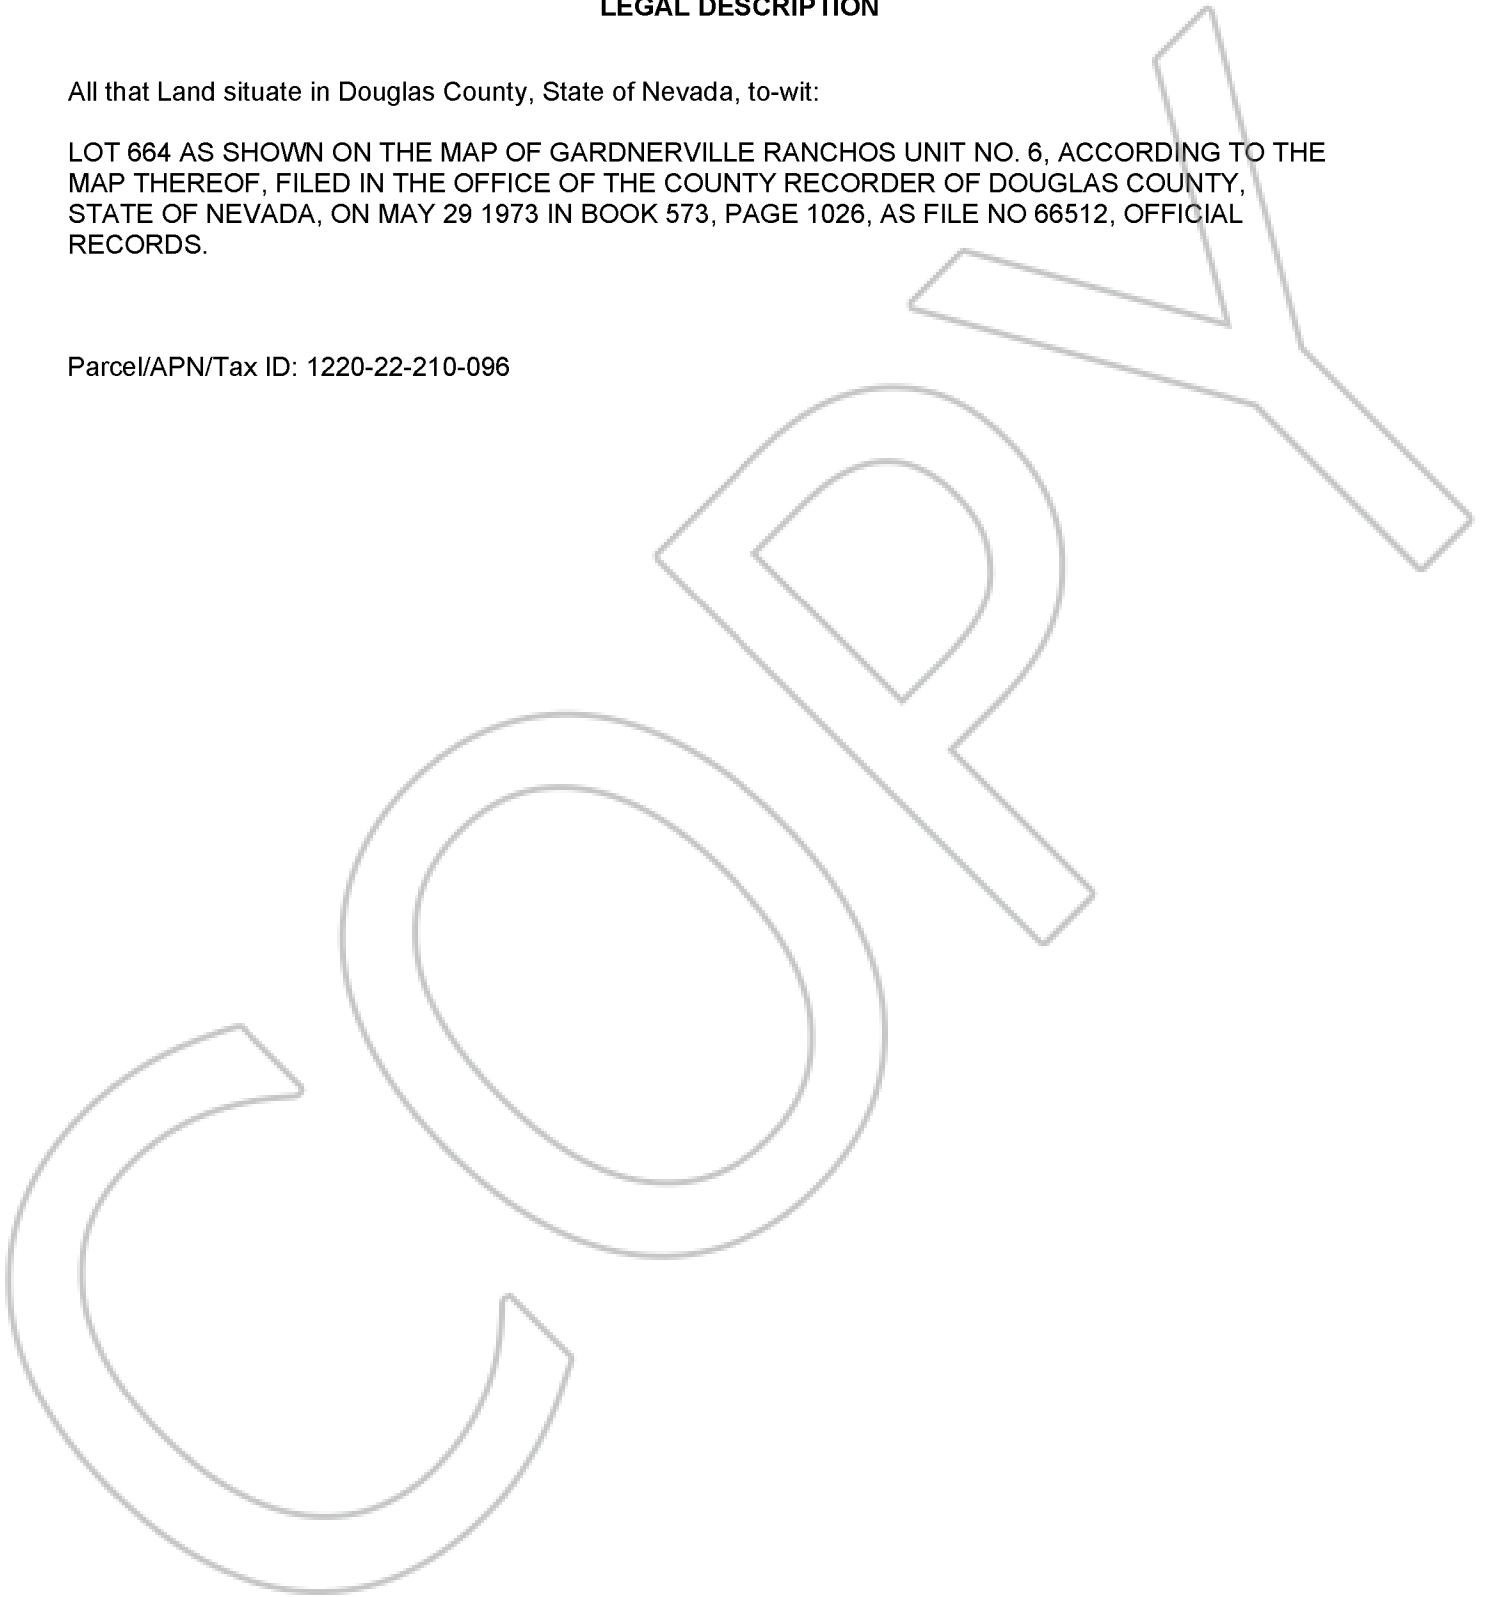 LEGAL DESCRIPTION
All that Land situate in Douglas County, State of Nevada, to-wit:
LOT 664 AS SHOWN ON THE MAP OF GARDNERVILLE RANCHOS UNIT NO. 6, ACCORDING TO THE
MAP THEREOF, FILED IN THE OFFICE OF THE COUNTY RECORDER OF DOUGLAS COUNTY,
STATE OF NEVADA, ON MAY 29 1973 IN BOOK 573, PAGE 1026, AS FILE NO 66512, OFFICIAL
RECORDS.
Parcel/APN/Tax ID: 1220-22-210-096
COPY